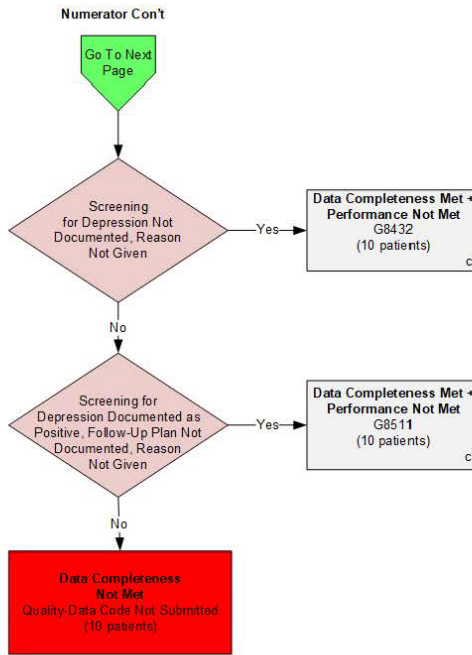 Numerator Con't
Go To Next
Page
Screening
for Depression Not
Documented, Reason
Not Given
Yes
Data Completeness Met +
Performance Not Met
G8432
(10 patients)
c
No
Screening for
Depression Documented as
Positive, Follow-Up Plan Not
Documented, Reason
Not Given
Yes
Data Completeness Met +
Performance Not Met
G8511
(10 patients)
c
No
Data Completeness
Not Met
Quality-Data Code Not Submitted
(10 patients)